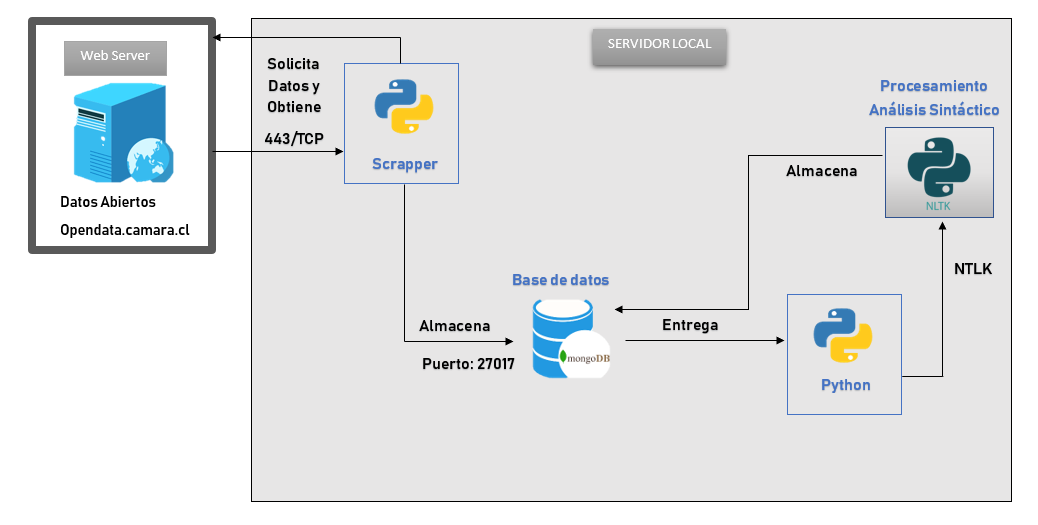 Web Server
Datos Abiertos
Opendata.camara.cl
Solicita
Datos y
Obtiene
443/TCP
Scrapper
SERVIDOR LOCAL
Procesamiento
Análisis Sintáctico
NLTK
Almacena
NTLK
Base de datos
mongoDB
Almacena
Puerto: 27017
Entrega
Python